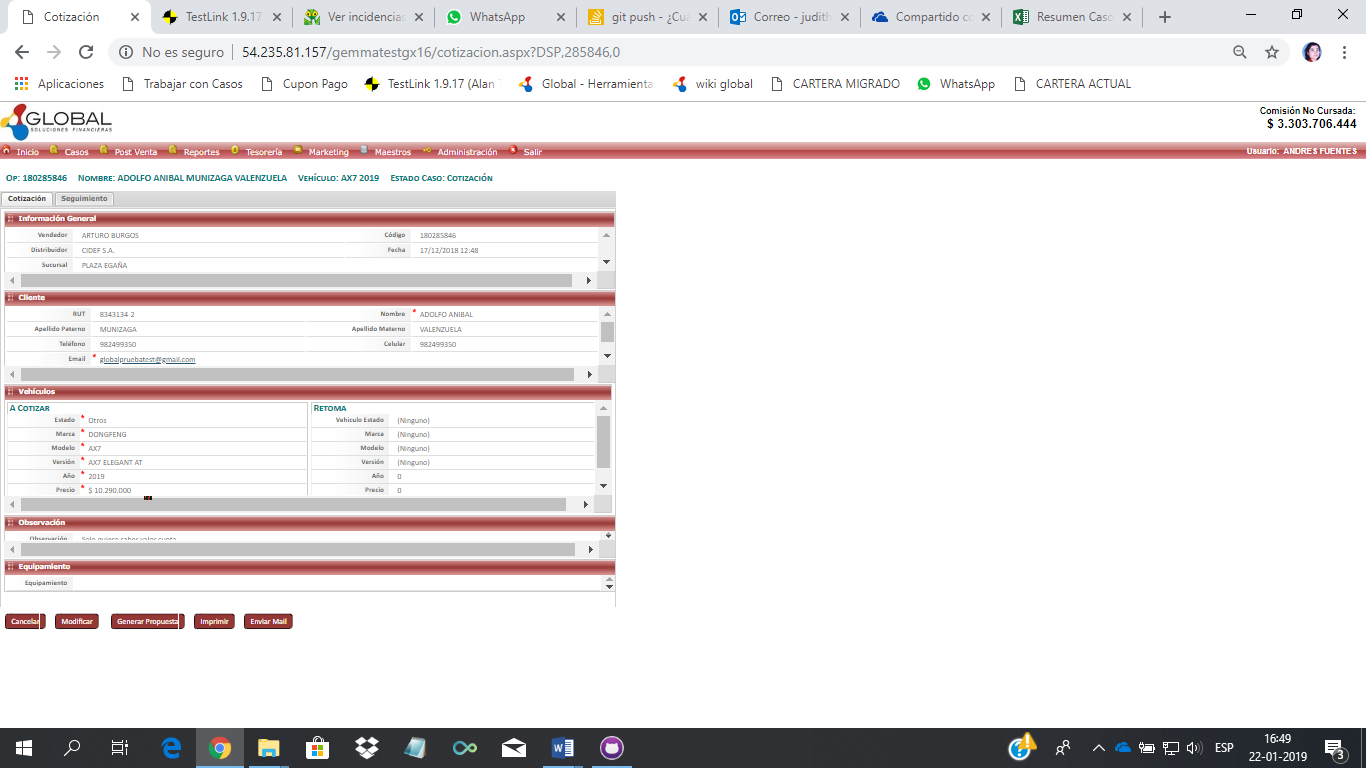 Cotización
TestLink 1.9.17
Ver incidencias
WhatsApp
git push - ¿Cuá
Correo - judith
Compartido co
Resumen Caso
No es seguro 54.235.81.157/gemmatestgx16/cotizacion.aspx?DSP,285846,0
Aplicaciones Trabajar con Casos Cupon Pago TestLink 1.9.17 (Alan Global - Herramienta wiki global CARTERA MIGRADO WhatsApp CARTERA ACTUAL
GLOBAL
SOLUCIONES FINANCIERAS
Comisión No Cursada:
$ 3.303.706.444
Inicio Casos Post Venta Reportes Tesorería Marketing Maestros Administración Salir
Usuario: ANDRES FUENTES
OP: 180285846 NOMBRE: ADOLFO ANIBAL MUNIZAGA VALENZUELA VEHÍCULO: AX7 2019 ESTADO CASO: COTIZACIÓN
Cotización Seguimiento
Información General
Vendedor ARTURO BURGOS Código 180285846
Distribuidor CIDEF S.A. Fecha 17/12/2018 12:48
Sucursal PLAZA EGAÑA
Cliente
RUT 8343134-2 Nombre * ADOLFO ANIBAL
Apellido Paterno MUNIZAGA Apellido Materno VALENZUELA
Teléfono 982499350 Celular 982499350
Email * globalpruebatest@gmail.com
Vehículos
A COTIZAR RETOMA
Estado * Otros Vehículo Estado (Ninguno)
Marca * DONGFENG Marca (Ninguno)
Modelo * AX7 Modelo (Ninguno)
Versión * AX7 ELEGANT AT Versión (Ninguno)
Año * 2019 Año 0
Precio * $ 10.290.000 Precio 0
Observación
Observación Solo quiero saber valor cuota
Equipamiento
Equipamiento
Cancelar Modificar Generar Propuesta Imprimir Enviar Mail
ESP
16:49
22-01-2019
3